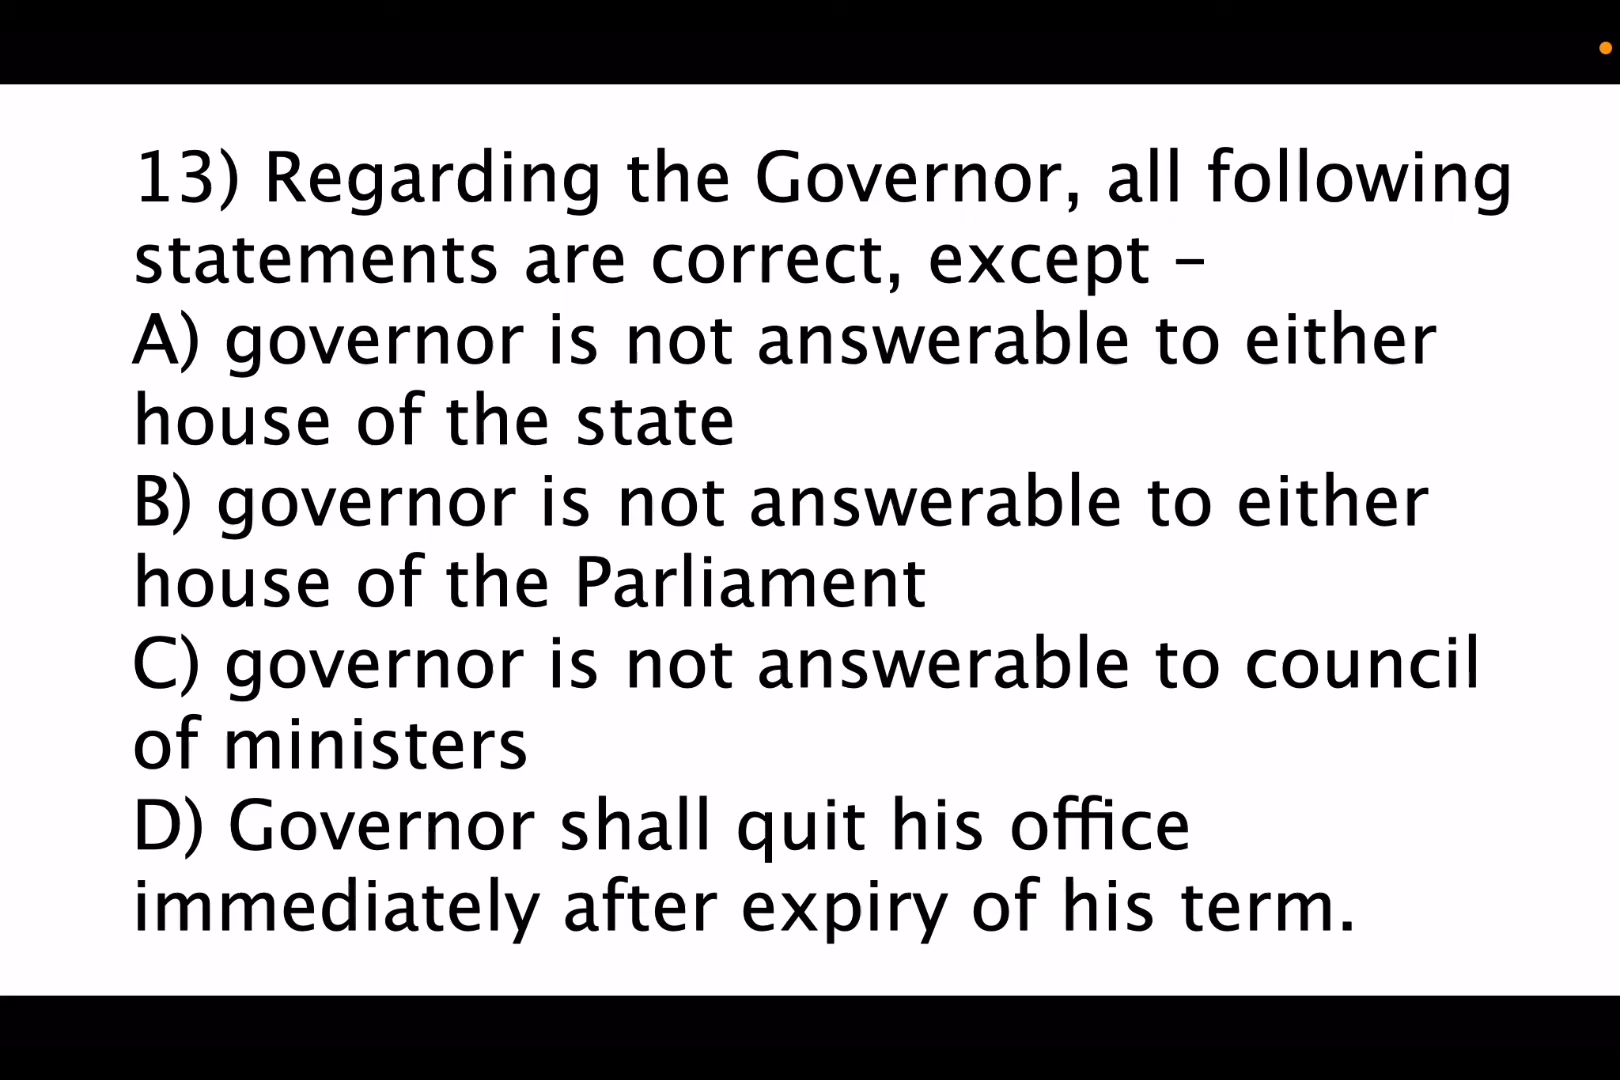 13) Regarding the Governor, all following
statements are correct, except –
A) governor is not answerable to either
house of the state
B) governor is not answerable to either
house of the Parliament
C) governor is not answerable to council
of ministers
D) Governor shall quit his office
immediately after expiry of his term.